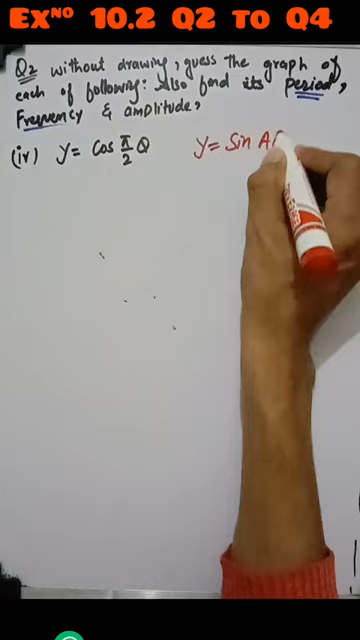 ExNO 10.2 Q2 TO Q4
Q2 without drawing, guess the graph of
each of following: Also find its period,
Frequency & amplitude,
(iv) y = Cos π/2 Q y = Sin A